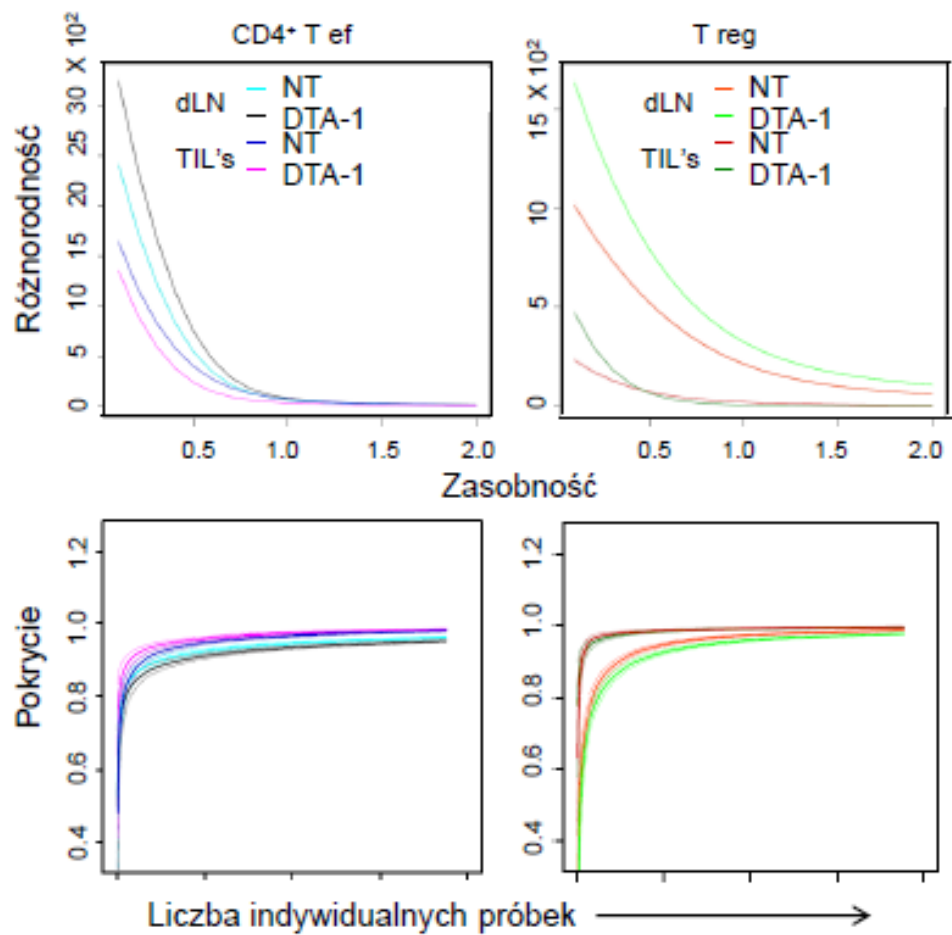 CD4⁺ T ef
T reg
X 10²
30
25
20
15
10
5
0
Różnorodność
dLN
NT
DTA-1
TIL's
NT
DTA-1
0.5 1.0 1.5 2.0
X 10²
15
10
5
0
dLN
NT
DTA-1
TIL's
NT
DTA-1
0.5 1.0 1.5 2.0
Zasobność
Pokrycie
1.2
1.0
0.8
0.6
0.4
1.2
1.0
0.8
0.6
0.4
Liczba indywidualnych próbek